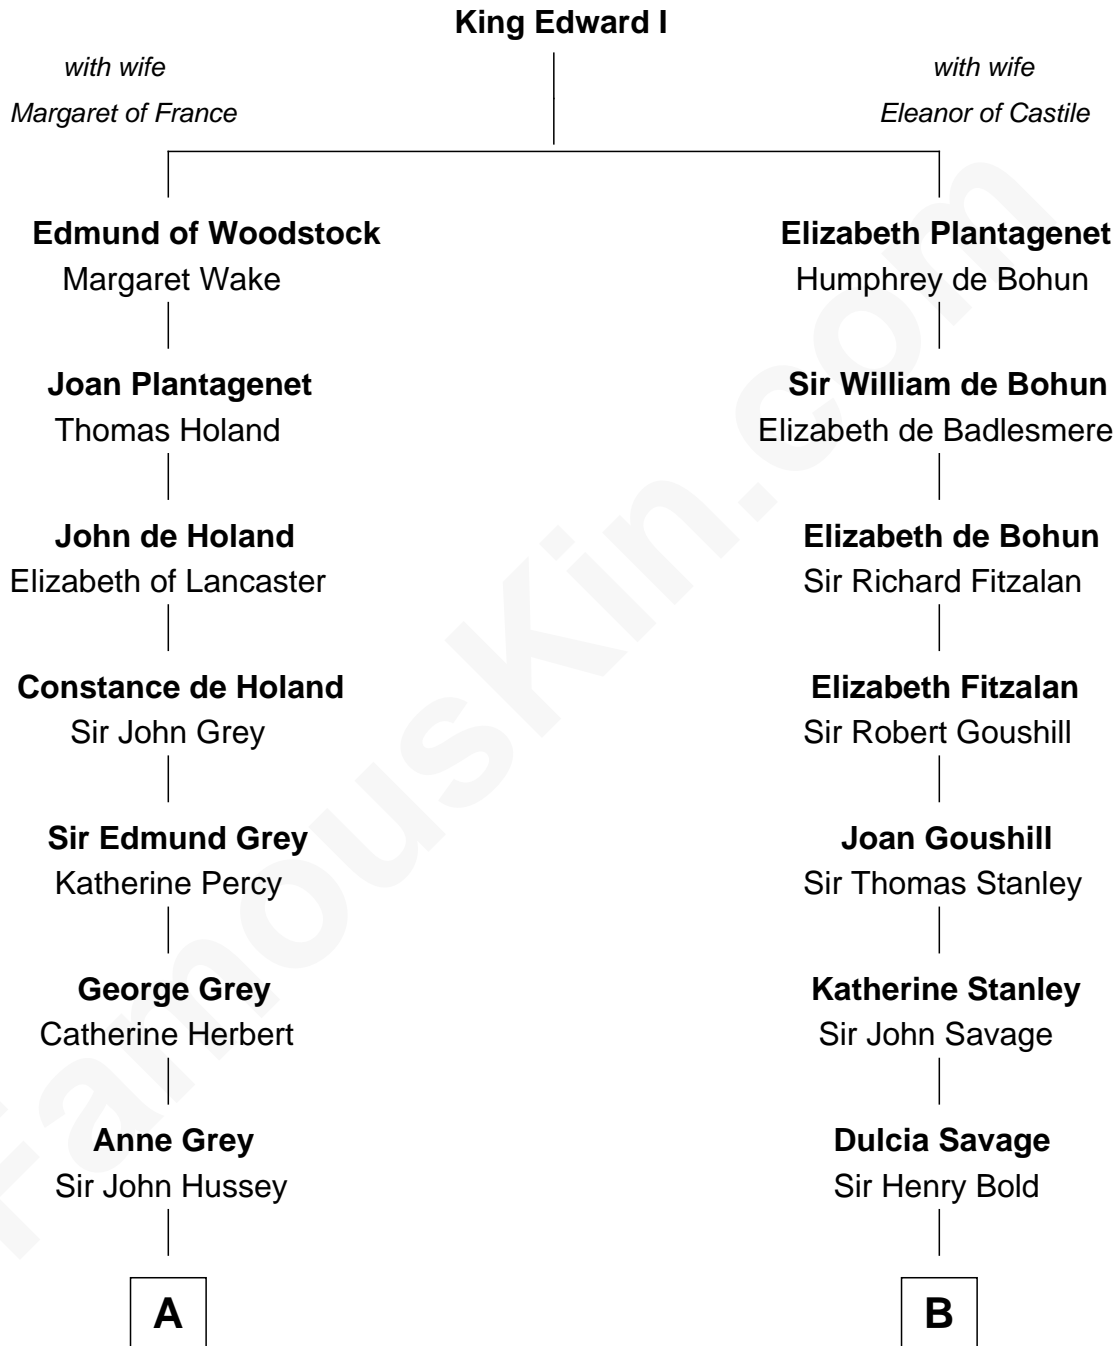 King Edward I
with wife
Margaret of France
with wife
Eleanor of Castile
Edmund of Woodstock
Margaret Wake
Elizabeth Plantagenet
Humphrey de Bohun
Joan Plantagenet
Thomas Holand
Sir William de Bohun
Elizabeth de Badlesmere
John de Holand
Elizabeth of Lancaster
Elizabeth de Bohun
Sir Richard Fitzalan
Constance de Holand
Sir John Grey
Elizabeth Fitzalan
Sir Robert Goushill
Sir Edmund Grey
Katherine Percy
Joan Goushill
Sir Thomas Stanley
George Grey
Catherine Herbert
Katherine Stanley
Sir John Savage
Anne Grey
Sir John Hussey
Dulcia Savage
Sir Henry Bold
A
B
FamousKin.com